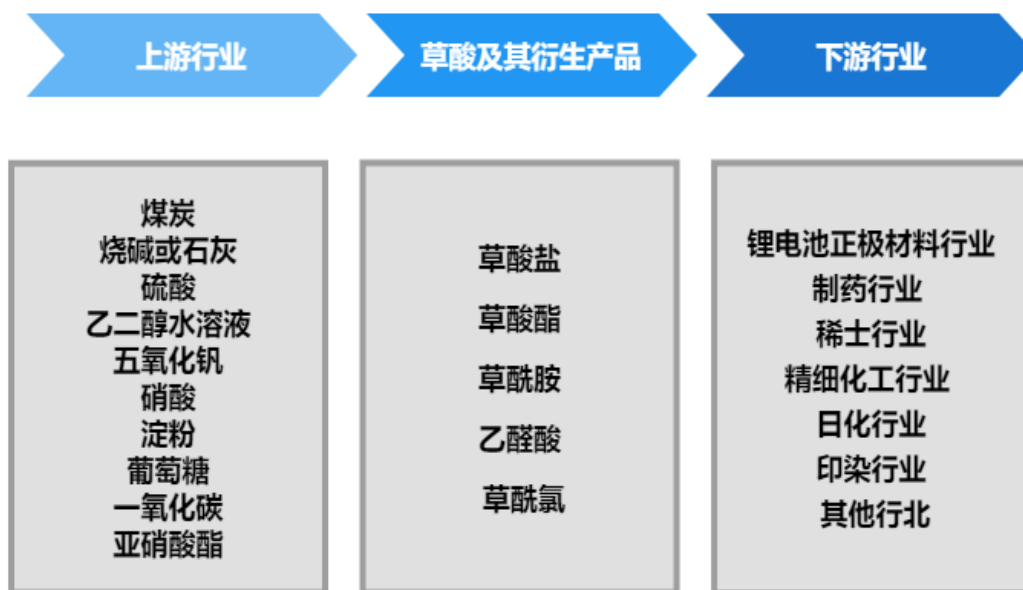 上游行业
草酸及其衍生产品
下游行业
煤炭
烧碱或石灰
硫酸
乙二醇水溶液
五氧化钒
硝酸
淀粉
葡萄糖
一氧化碳
亚硝酸酯
草酸盐
草酸酯
草酰胺
乙醛酸
草酰氯
锂电池正极材料行业
制药行业
稀士行业
精细化工行业
日化行业
印染行业
其他行北